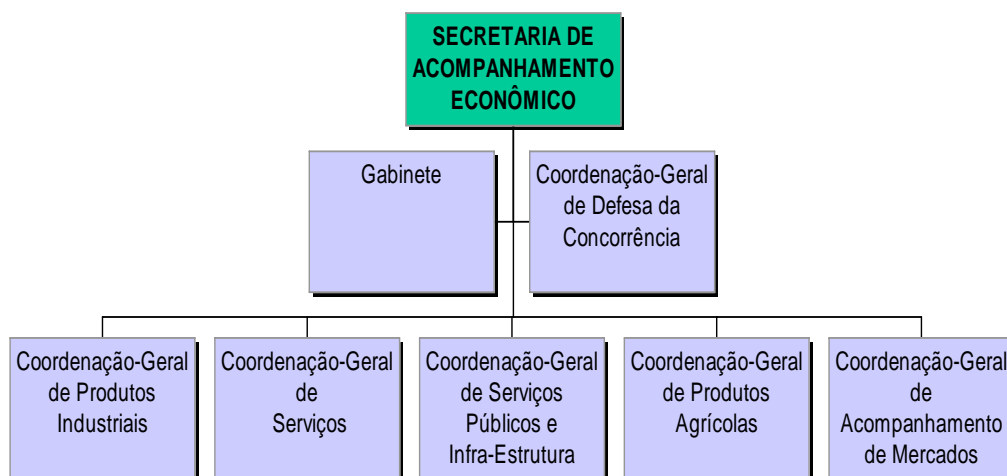 SECRETARIA DE
ACOMPANHAMENTO
ECONÔMICO
Gabinete
Coordenação-Geral
de Defesa da
Concorrência
Coordenação-Geral
de Produtos
Industriais
Coordenação-Geral
de
Serviços
Coordenação-Geral
de Serviços
Públicos e
Infra-Estrutura
Coordenação-Geral
de Produtos
Agrícolas
Coordenação-Geral
de
Acompanhamento
de Mercados